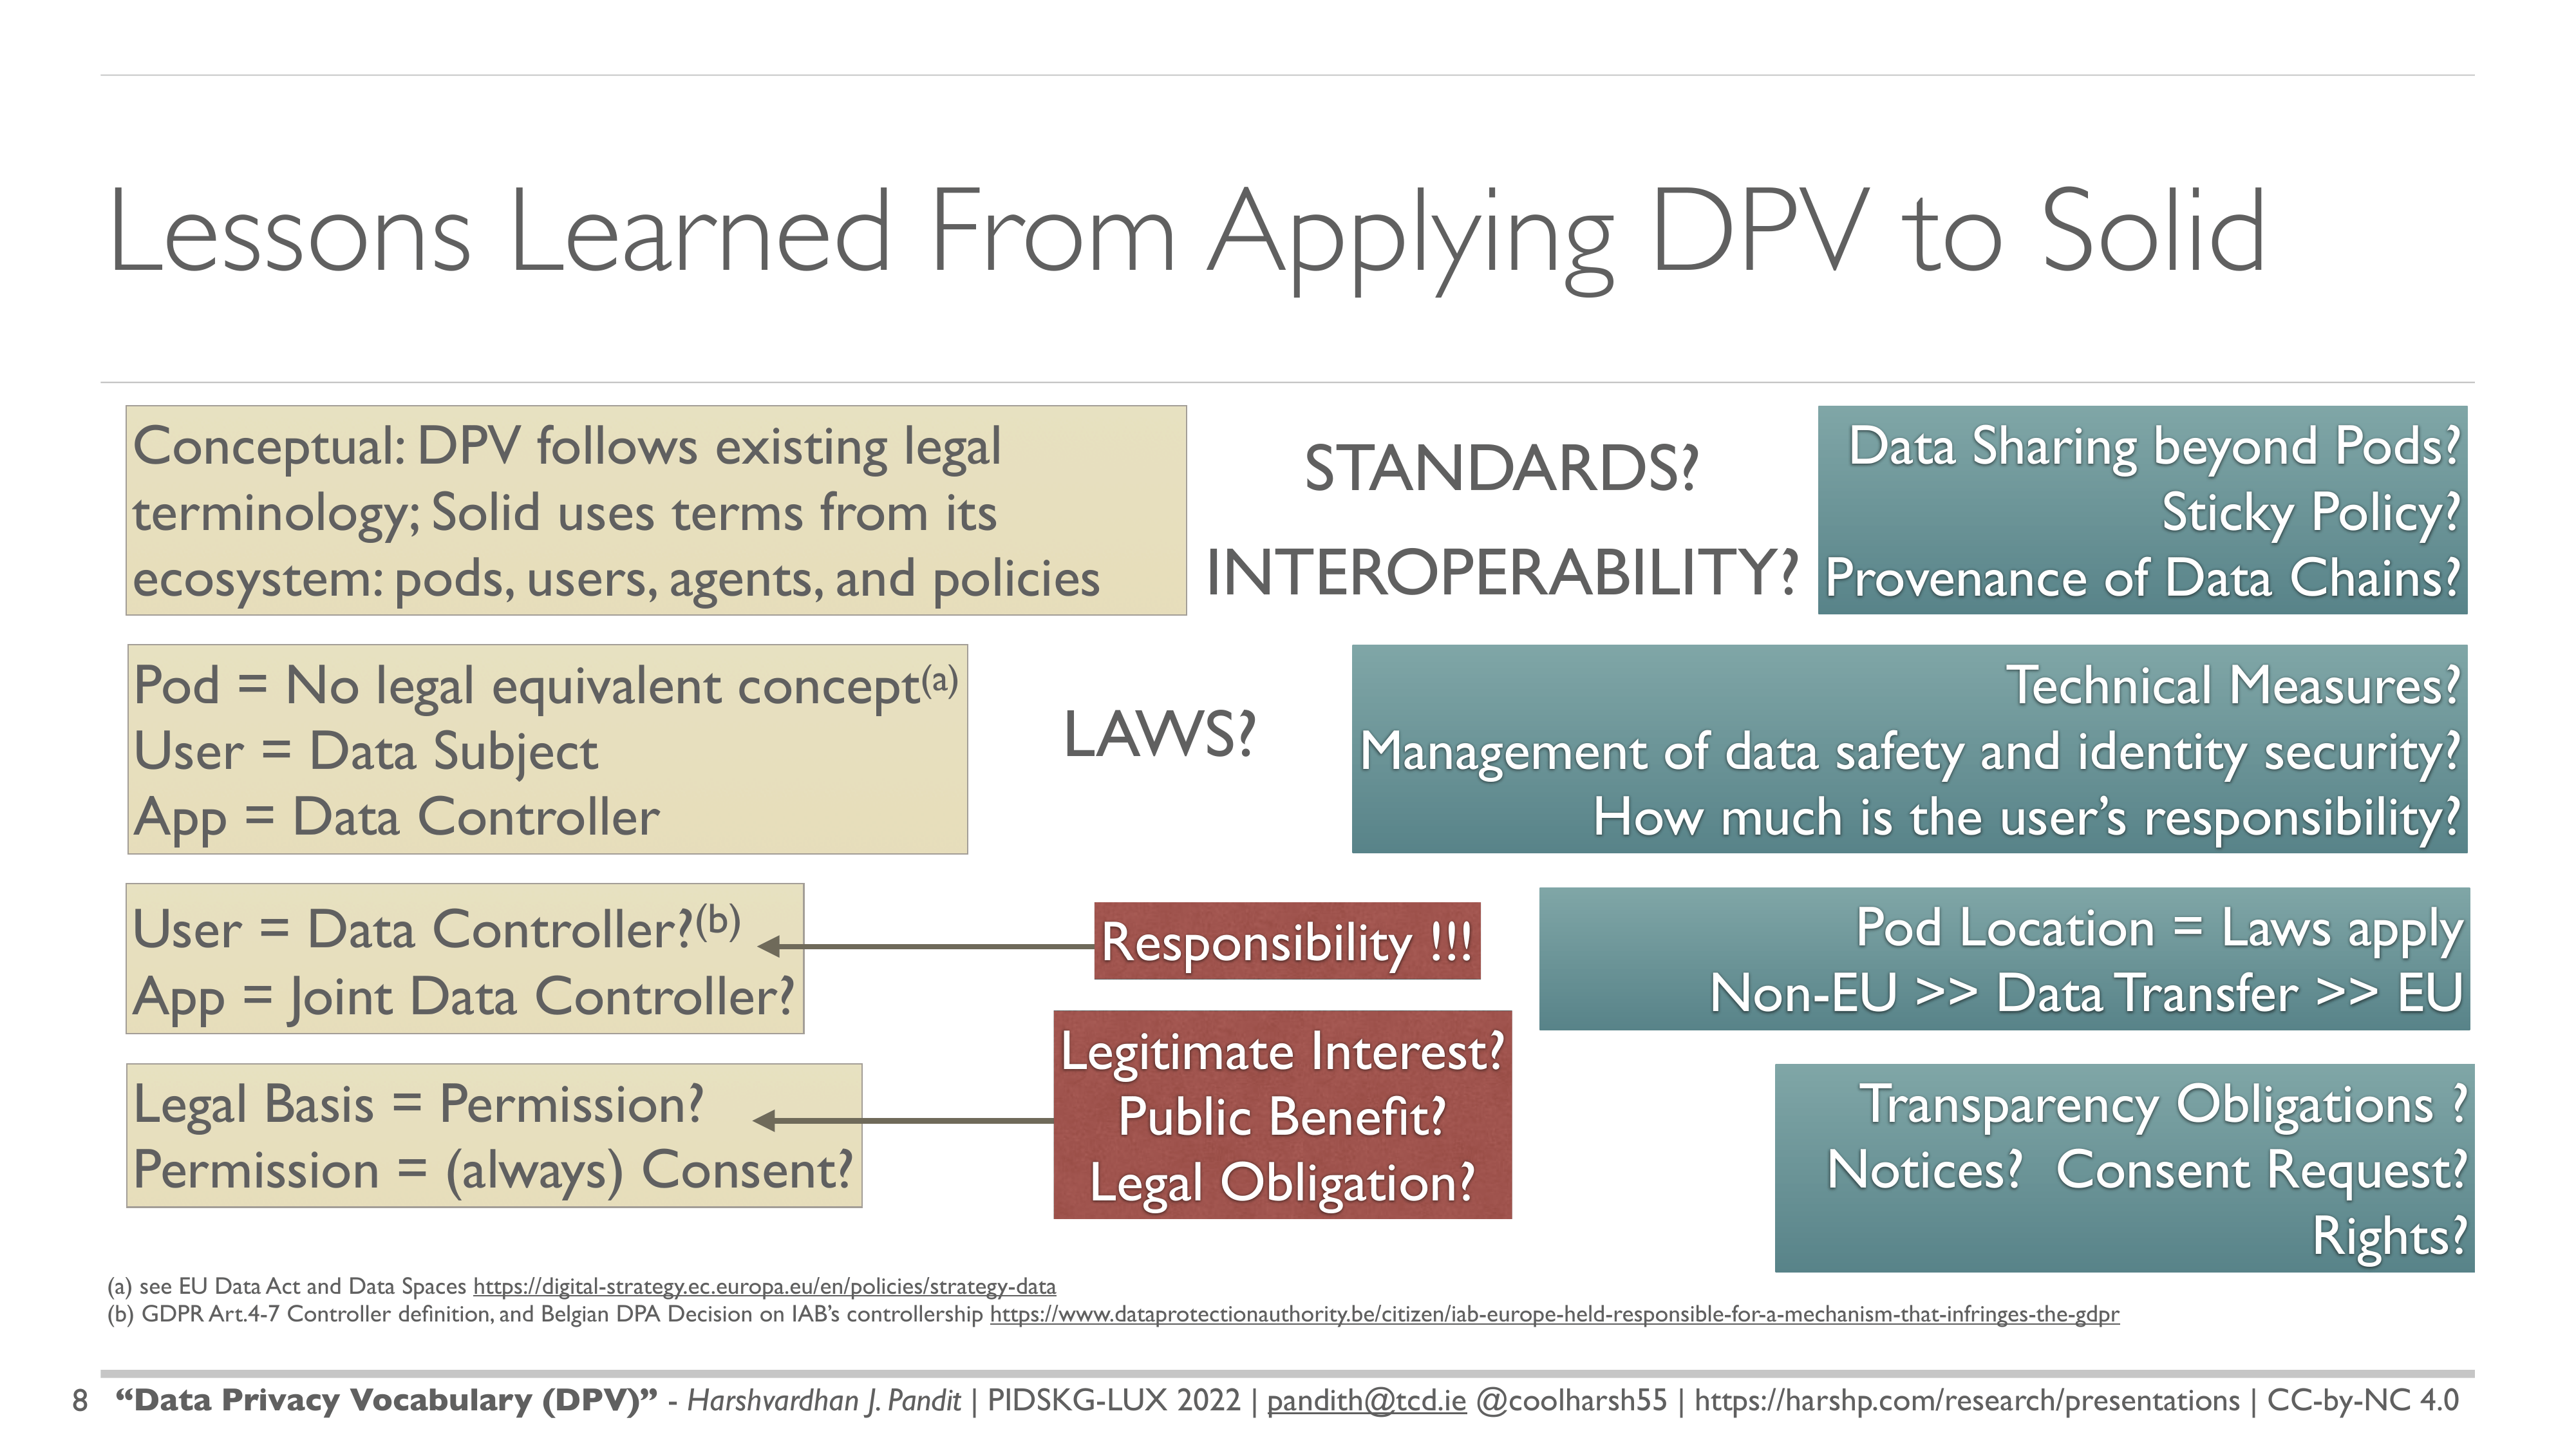 Lessons Learned From Applying DPV to Solid
Conceptual: DPV follows existing legal
terminology; Solid uses terms from its
ecosystem: pods, users, agents, and policies
STANDARDS?
INTEROPERABILITY?
Data Sharing beyond Pods?
Sticky Policy?
Provenance of Data Chains?
Pod = No legal equivalent concept(a)
User = Data Subject
App = Data Controller
LAWS?
Technical Measures?
Management of data safety and identity security?
How much is the user’s responsibility?
User = Data Controller?(b)
App = Joint Data Controller?
Responsibility !!!
Pod Location = Laws apply
Non-EU >> Data Transfer >> EU
Legal Basis = Permission?
Permission = (always) Consent?
Legitimate Interest?
Public Benefit?
Legal Obligation?
Transparency Obligations ?
Notices?  Consent Request?
Rights?
(a) see EU Data Act and Data Spaces https://digital-strategy.ec.europa.eu/en/policies/strategy-data
(b) GDPR Art.4-7 Controller definition, and Belgian DPA Decision on IAB’s controllership https://www.dataprotectionauthority.be/citizen/iab-europe-held-responsible-for-a-mechanism-that-infringes-the-gdpr
8 “Data Privacy Vocabulary (DPV)” - Harshvardhan J. Pandit | PIDSKG-LUX 2022 | pandith@tcd.ie @coolharsh55 | https://harshp.com/research/presentations | CC-by-NC 4.0